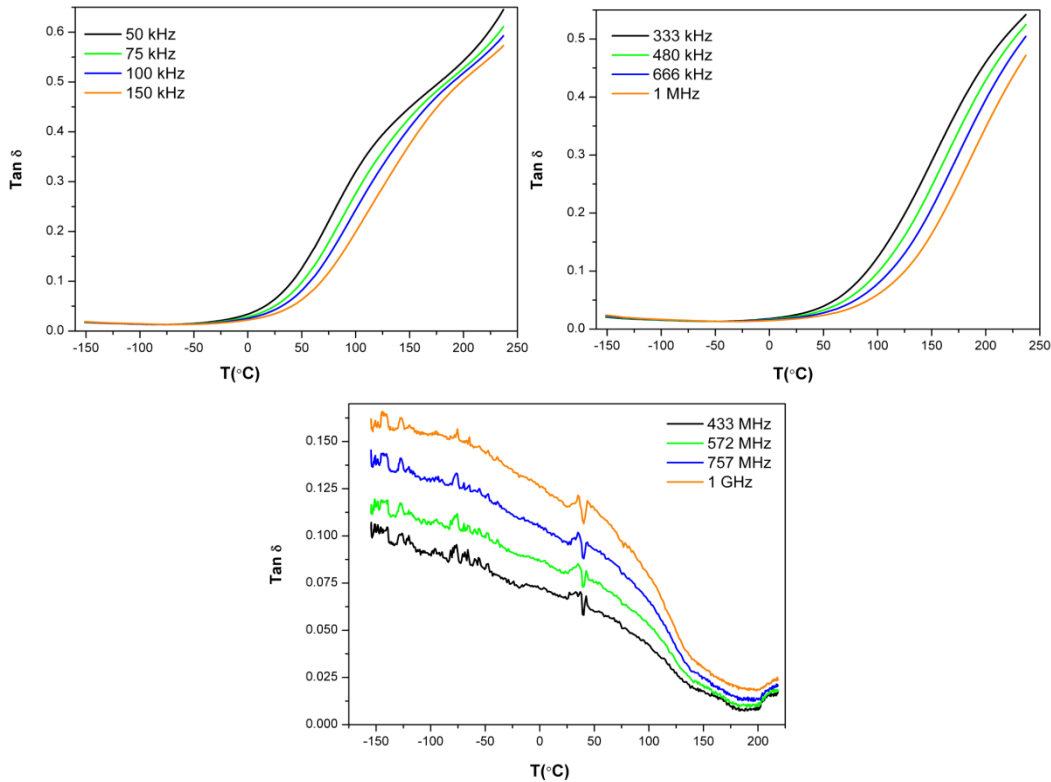 0.6
0.5
0.4
0.3
0.2
0.1
0.0
Tan δ
50 kHz
75 kHz
100 kHz
150 kHz
-150 -100 -50 0 50 100 150 200 250
T(°C)
0.5
0.4
0.3
0.2
0.1
0.0
Tan δ
333 kHz
480 kHz
666 kHz
1 MHz
-150 -100 -50 0 50 100 150 200 250
T(°C)
0.150
0.125
0.100
0.075
0.050
0.025
0.000
Tan δ
433 MHz
572 MHz
757 MHz
1 GHz
-150 -100 -50 0 50 100 150 200
T(°C)